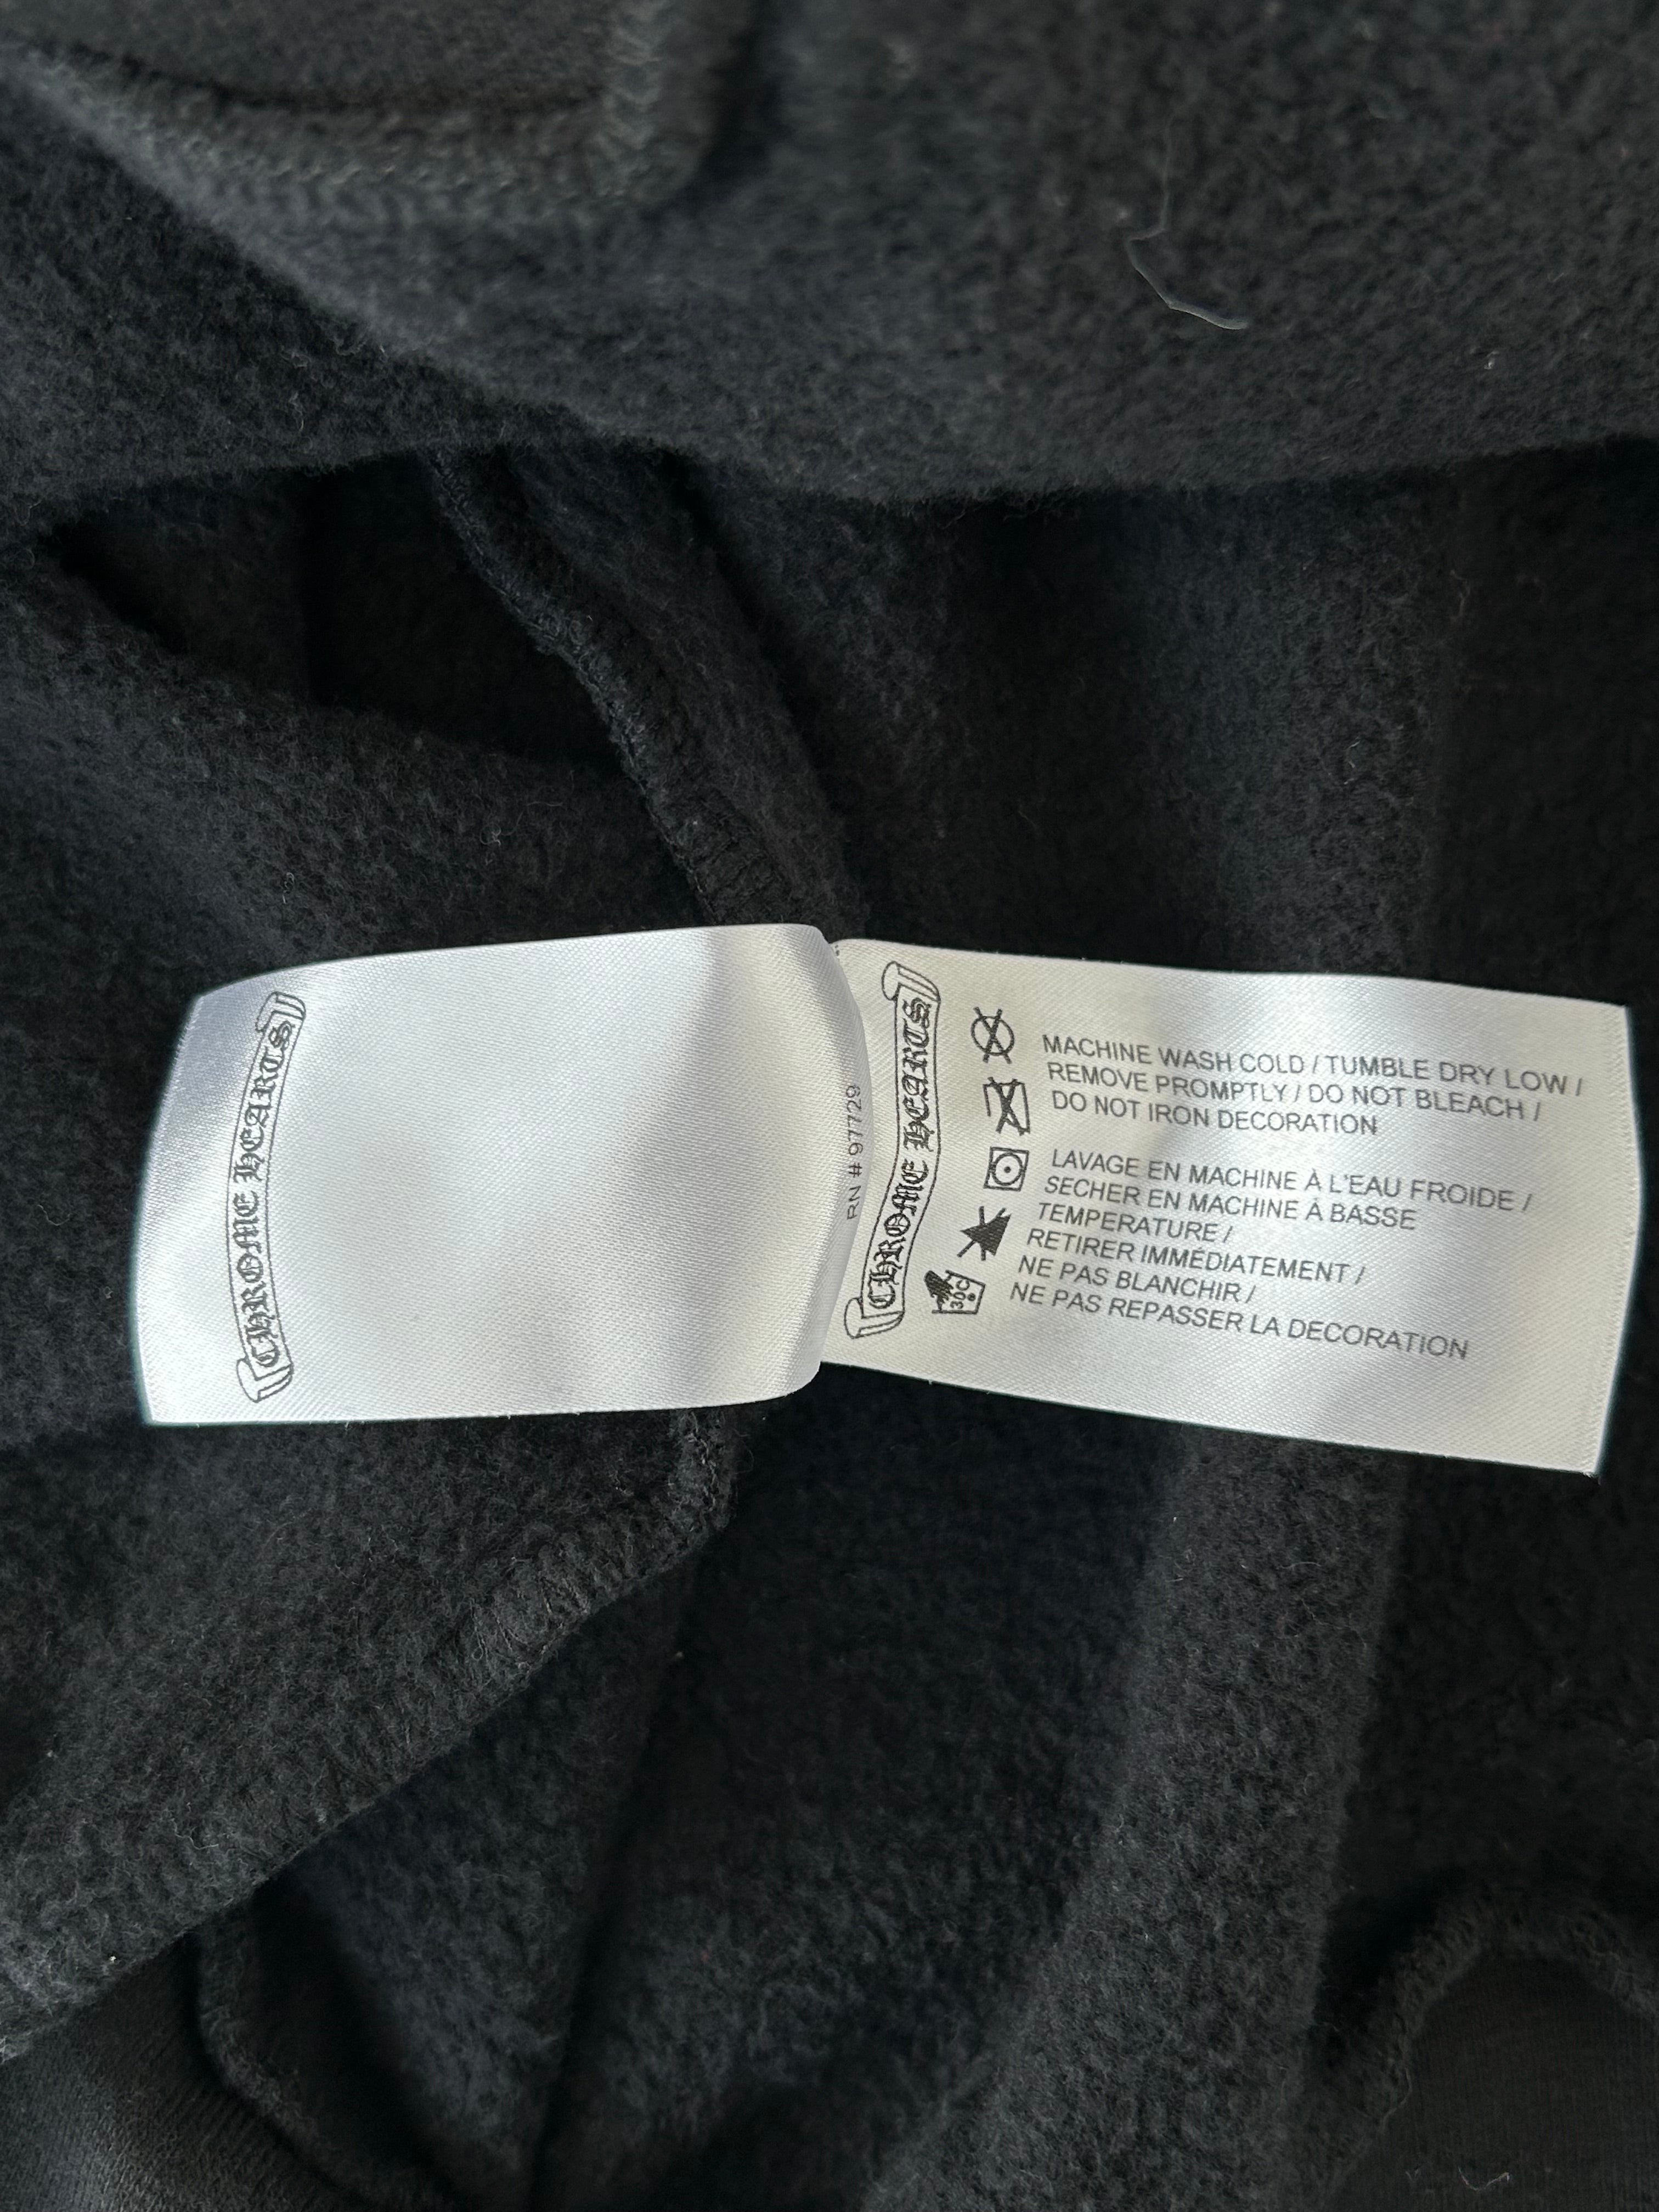 CHROME HEARTS
RN # 97729
CHROME HEARTS
MACHINE WASH COLD / TUMBLE DRY LOW /
REMOVE PROMPTLY / DO NOT BLEACH /
DO NOT IRON DECORATION
LAVAGE EN MACHINE À L'EAU FROIDE /
SECHER EN MACHINE À BASSE
TEMPERATURE /
RETIRER IMMÉDIATEMENT /
NE PAS BLANCHIR /
NE PAS REPASSER LA DECORATION
30C